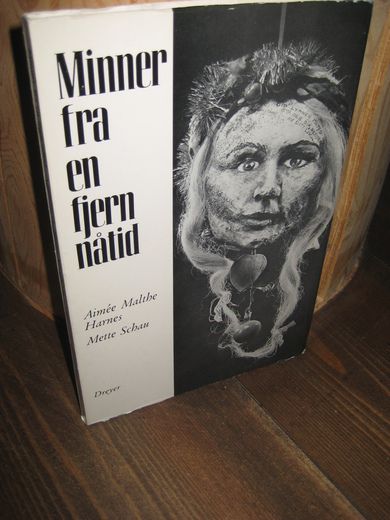 Minner
fra
en
fjern
nåtid
Aimée Malthe
Harnes
Mette Schau
Dreyer